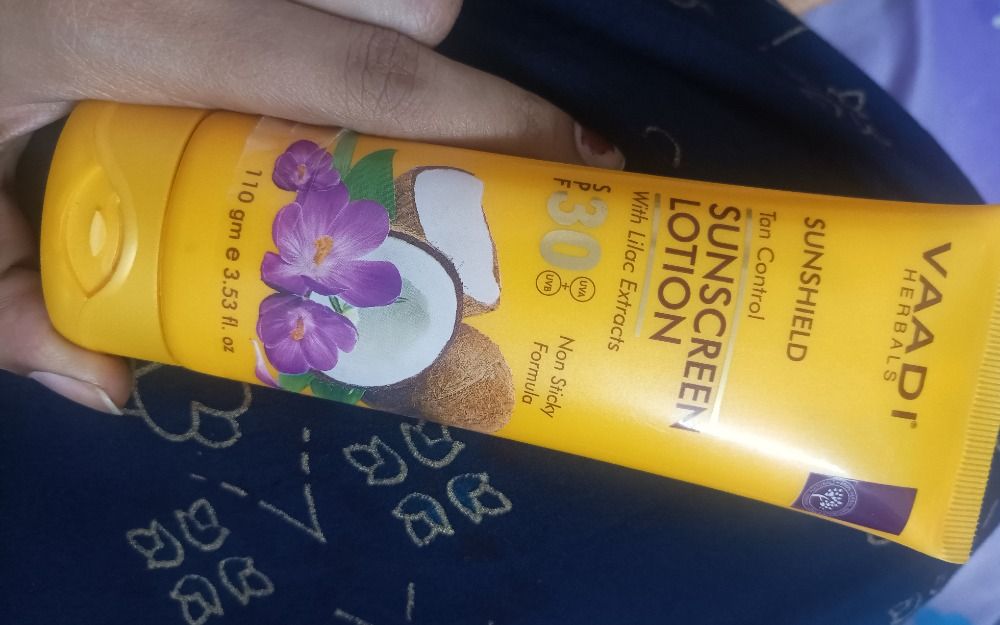 VAADI®
HERBALS
SUNSHIELD
Tan Control
SUNSCREEN
LOTION
With Lilac Extracts
SPF
30
UVA
+
UVB
Non Sticky
Formula
110 gm e 3.53 fl. oz